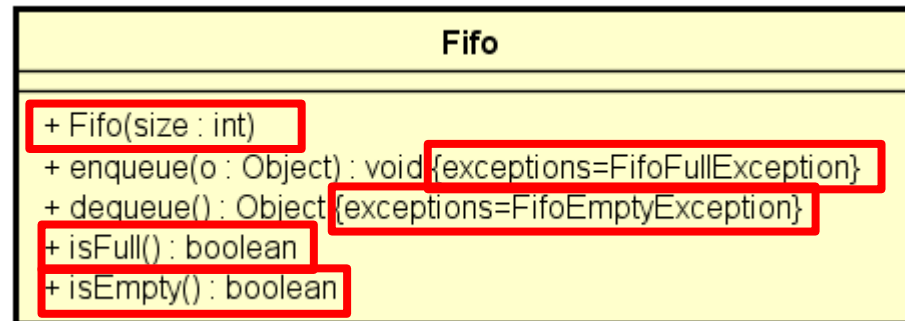 Fifo
+ Fifo(size : int)
+ enqueue(o : Object) : void {exceptions=FifoFullException}
+ dequeue() : Object {exceptions=FifoEmptyException}
+ isFull() : boolean
+ isEmpty() : boolean